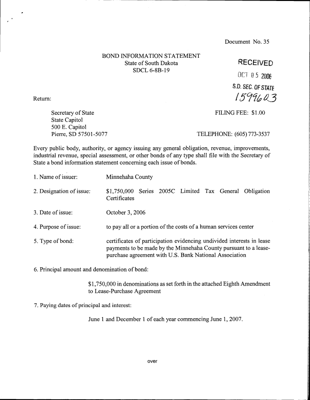 Document No. 35
BOND INFORMATION STATEMENT
State of South Dakota
SDCL 6-8B-19
RECEIVED
OCT 05 2006
S.D. SEC. OF STATE
1599603
Return:
Secretary of State
FILING FEE: $1.00
State Capitol
500 E. Capitol
Pierre, SD 57501-5077
TELEPHONE: (605) 773-3537
Every public body, authority, or agency issuing any general obligation, revenue, improvements,
industrial revenue, special assessment, or other bonds of any type shall file with the Secretary of
State a bond information statement concerning each issue of bonds.
1. Name of issuer: Minnehaha County
2. Designation of issue: $1,750,000 Series 2005C Limited Tax General Obligation
Certificates
3. Date of issue: October 3, 2006
4. Purpose of issue: to pay all or a portion of the costs of a human services center
5. Type of bond: certificates of participation evidencing undivided interests in lease
payments to be made by the Minnehaha County pursuant to a lease-
purchase agreement with U.S. Bank National Association
6. Principal amount and denomination of bond:
$1,750,000 in denominations as set forth in the attached Eighth Amendment
to Lease-Purchase Agreement
7. Paying dates of principal and interest:
June 1 and December 1 of each year commencing June 1, 2007.
over